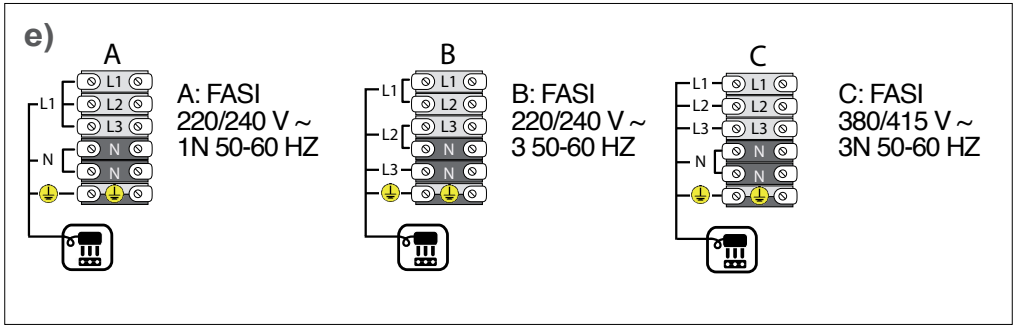 e)
A
L1
L2
L3
N
N
L1
N
A: FASI
220/240 V ~
1N 50-60 HZ
B
L1
L2
L3
N
N
L1
L2
L3
B: FASI
220/240 V ~
3 50-60 HZ
C
L1 L1
L2 L2
L3 L3
N
N
N
C: FASI
380/415 V ~
3N 50-60 HZ